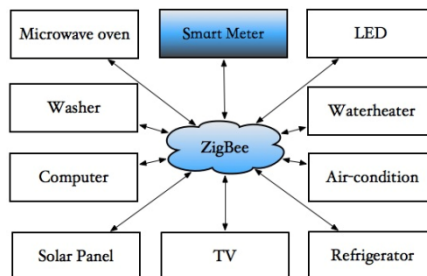 Microwave oven
Smart Meter
LED
Washer
Waterheater
ZigBee
Computer
Air-condition
Solar Panel
TV
Refrigerator